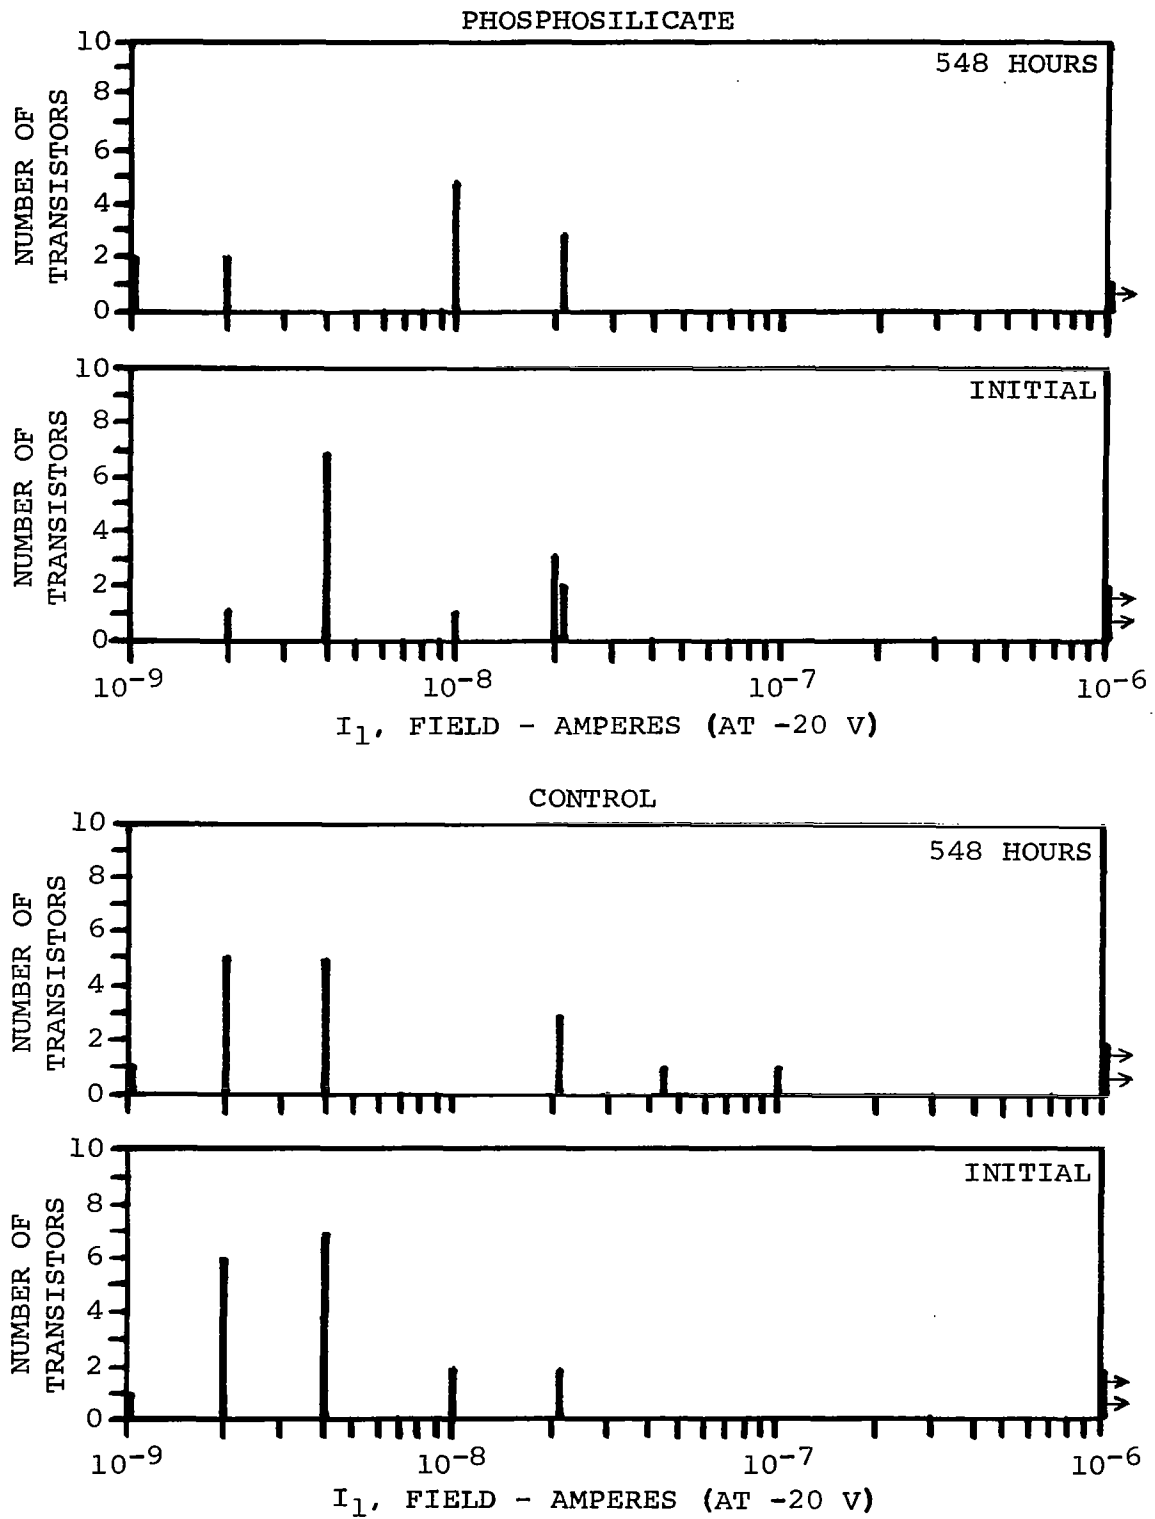 PHOSPHOSILICATE
548 HOURS
NUMBER OF
TRANSISTORS
10
8
6
4
2
0
INITIAL
NUMBER OF
TRANSISTORS
10
8
6
4
2
0
10-9 10-8 10-7 10-6
I1, FIELD - AMPERES (AT -20 V)
CONTROL
548 HOURS
NUMBER OF
TRANSISTORS
10
8
6
4
2
0
INITIAL
NUMBER OF
TRANSISTORS
10
8
6
4
2
0
10-9 10-8 10-7 10-6
I1, FIELD - AMPERES (AT -20 V)